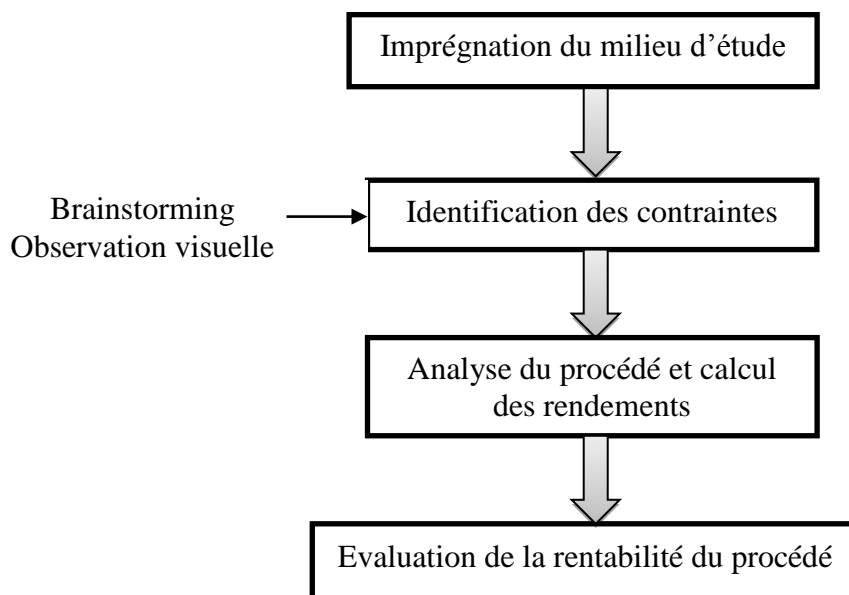 Imprégnation du milieu d’étude
Brainstorming
Observation visuelle
Identification des contraintes
Analyse du procédé et calcul
des rendements
Evaluation de la rentabilité du procédé